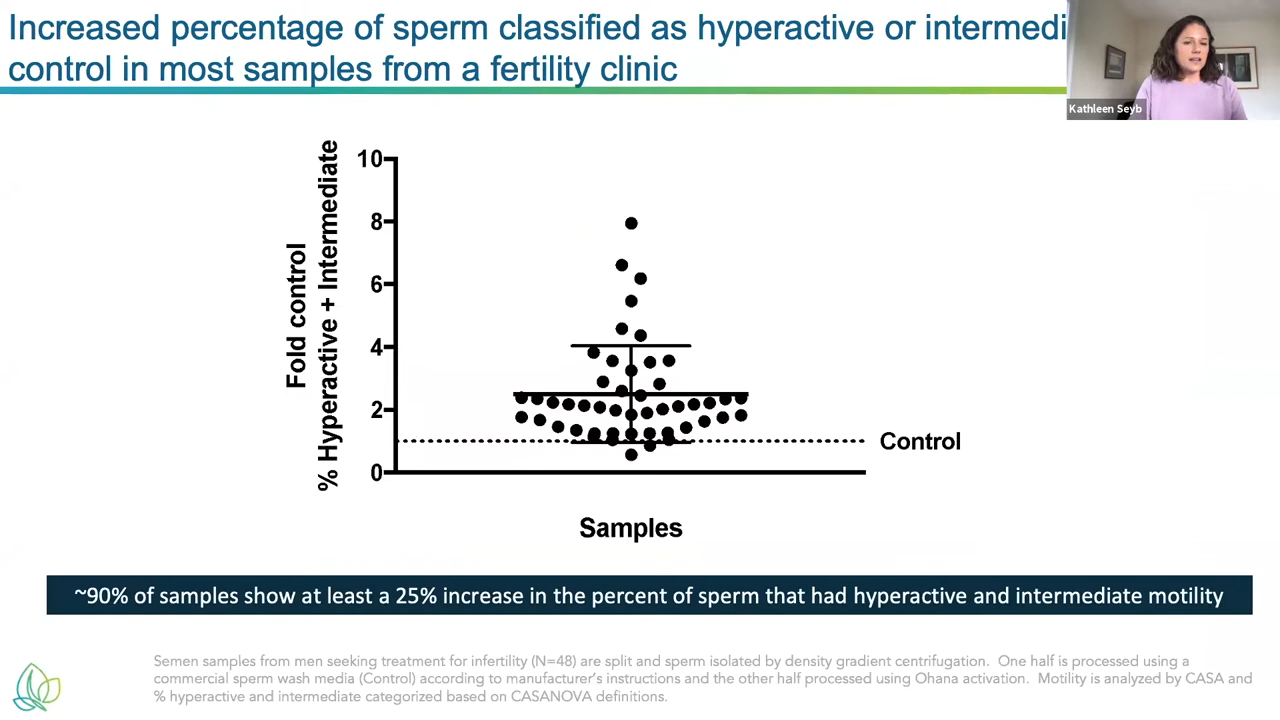 Increased percentage of sperm classified as hyperactive or intermedi
control in most samples from a fertility clinic
Kathleen Seyb
Fold control
% Hyperactive + Intermediate
10
8
6
4
2
0
Control
Samples
~90% of samples show at least a 25% increase in the percent of sperm that had hyperactive and intermediate motility
Semen samples from men seeking treatment for infertility (N=48) are split and sperm isolated by density gradient centrifugation. One half is processed using a
commercial sperm wash media (Control) according to manufacturer's instructions and the other half processed using Ohana activation. Motility is analyzed by CASA and
% hyperactive and intermediate categorized based on CASANOVA definitions.